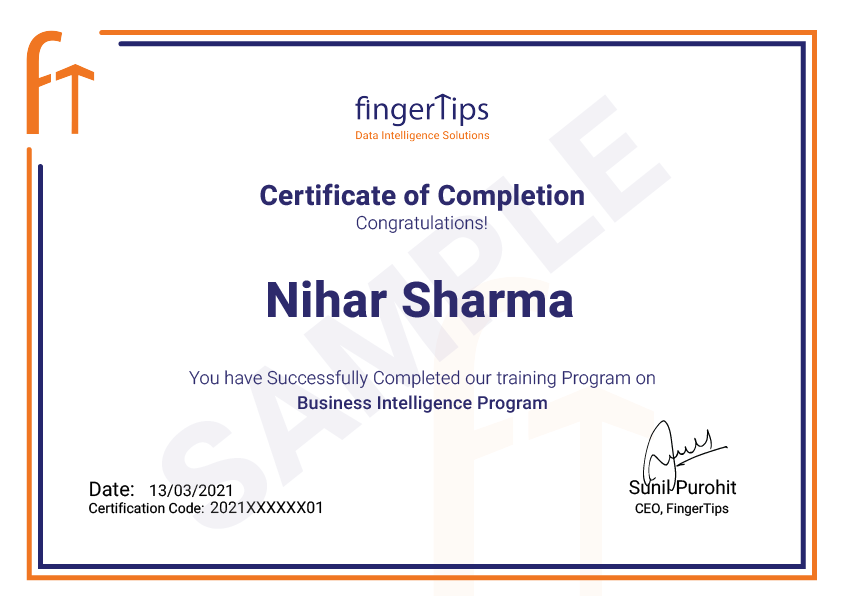 fT
fingerTips
Data Intelligence Solutions
Certificate of Completion
Congratulations!
Nihar Sharma
You have Successfully Completed our training Program on
Business Intelligence Program
SAMPLE
Date: 13/03/2021
Certification Code: 2021XXXXXX01
Sunil Purohit
CEO, FingerTips